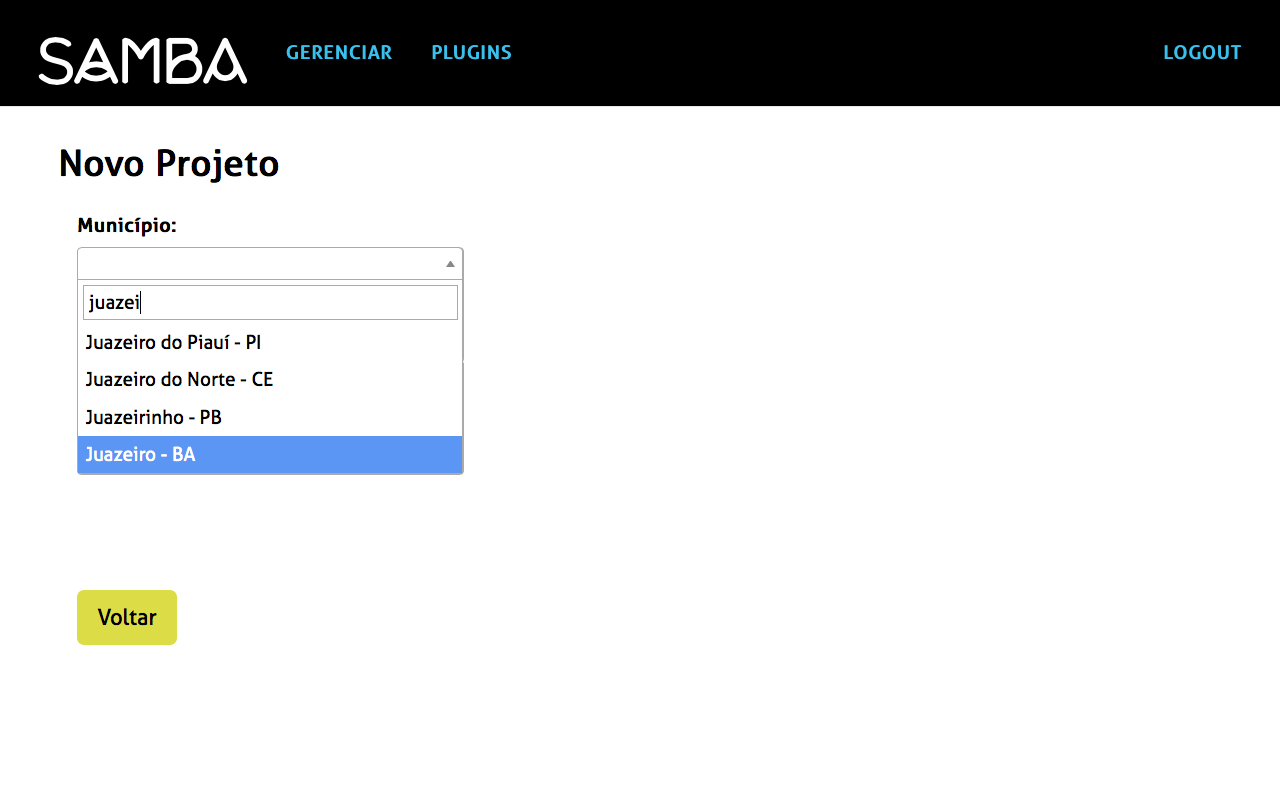 SAMBA GERENCIAR PLUGINS LOGOUT
Novo Projeto
Município:
juazei
Juazeiro do Piauí - PI
Juazeiro do Norte - CE
Juazeirinho - PB
Juazeiro - BA
Voltar